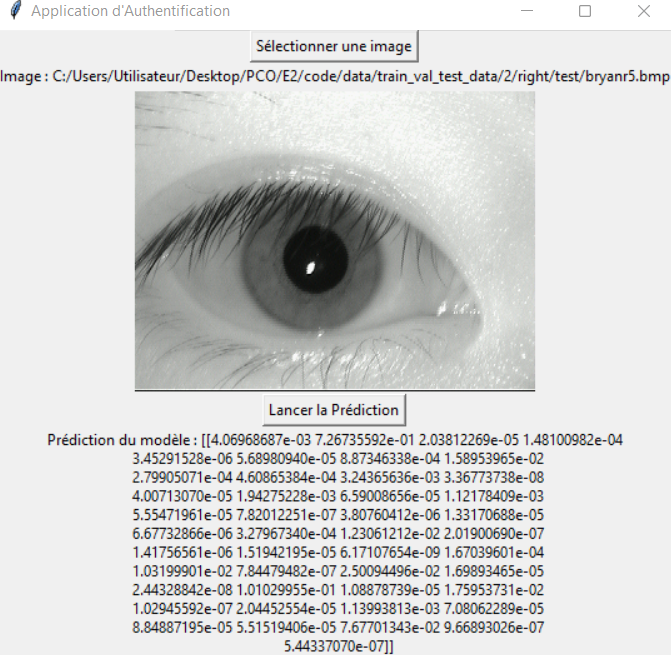 Application d'Authentification
Sélectionner une image
Image : C:/Users/Utilisateur/Desktop/PCO/E2/code/data/train_val_test_data/2/right/test/bryanr5.bmp
Lancer la Prédiction
Prédiction du modèle : [[4.06968687e-03 7.26735592e-01 2.03812269e-05 1.48100982e-04
3.45291528e-06 5.68980940e-05 8.87346338e-04 1.58953965e-02
2.79905071e-04 4.60865384e-04 3.24365636e-03 3.36773738e-08
4.00713070e-05 1.94275228e-03 6.59008656e-05 1.12178409e-03
5.55471961e-05 7.82012251e-07 3.80760412e-06 1.33170688e-05
6.67732866e-06 3.27967340e-04 1.23061212e-02 2.01900690e-07
1.41756561e-06 1.51942195e-05 6.17107654e-09 1.67039601e-04
1.03199901e-02 7.84479482e-07 2.50094496e-02 1.69893465e-05
2.44328842e-08 1.01029955e-01 1.08878739e-05 1.75953731e-02
1.02945592e-07 2.04452554e-05 1.13993813e-03 7.08062289e-05
8.84887195e-05 5.51519406e-05 7.67701343e-02 9.66893026e-07
5.44337070e-07]]